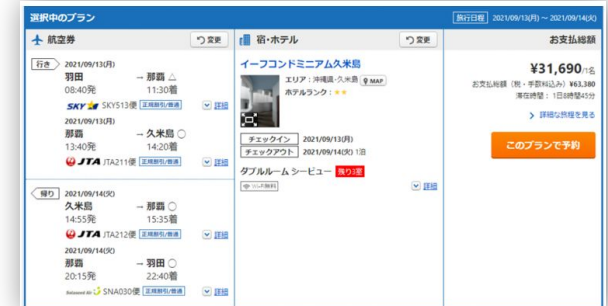 選択中のプラン
旅行日程 2021/09/13(月) ～ 2021/09/14(火)
航空券
変更
行き 2021/09/13(月)
羽田 → 那覇 △
08:40発 11:30着
SKY SKY513便 正規割引/普通 詳細
2021/09/13(月)
那覇 → 久米島 ○
13:40発 14:20着
JTA JTA211便 正規割引/普通 詳細
帰り 2021/09/14(火)
久米島 → 那覇 ○
14:55発 15:35着
JTA JTA212便 正規割引/普通 詳細
2021/09/14(火)
那覇 → 羽田 ○
20:15発 22:40着
SNA030便 正規割引/普通 詳細
宿・ホテル
変更
イーフコンドミニアム久米島
エリア：沖縄県-久米島 MAP
ホテルランク：★★
チェックイン 2021/09/13(月)
チェックアウト 2021/09/14(火) 1泊
ダブルルーム シービュー 残り3室
Wi-Fi無料
詳細
お支払総額
¥31,690/1名
お支払総額（税・手数料込み）¥63,380
滞在時間： 1日8時間45分
詳細な旅程を見る
このプランで予約